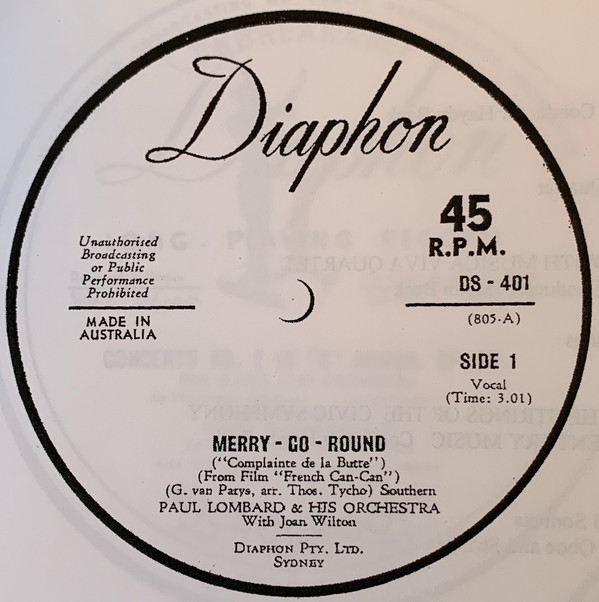 Diaphon
45
R.P.M.
DS - 401
(805-A)
Unauthorised
Broadcasting
or Public
Performance
Prohibited
MADE IN
AUSTRALIA
SIDE 1
Vocal
(Time: 3.01)
MERRY - GO - ROUND
("Complainte de la Butte")
(From Film "French Can-Can")
(G. van Parys, arr. Thos. Tycho) Southern
PAUL LOMBARD & HIS ORCHESTRA
With Joan Wilton
DIAPHON PTY. LTD.
SYDNEY